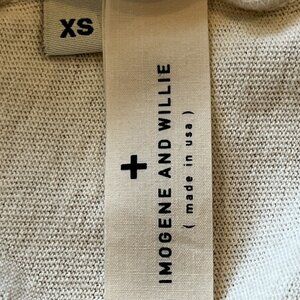 XS
+
IMOGENE AND WILLIE
( made in usa )